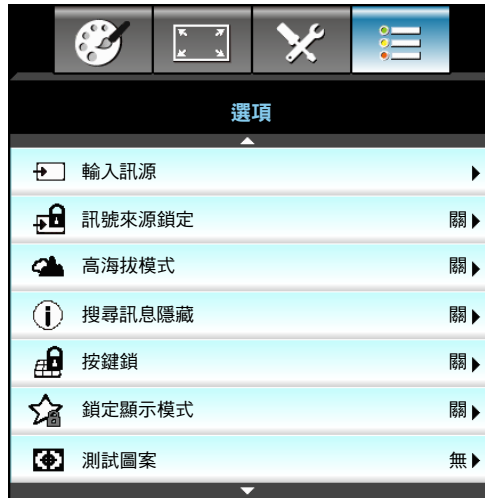 選項
輸入訊源
訊號來源鎖定 關
高海拔模式 關
搜尋訊息隱藏 關
按鍵鎖 關
鎖定顯示模式 關
測試圖案 無